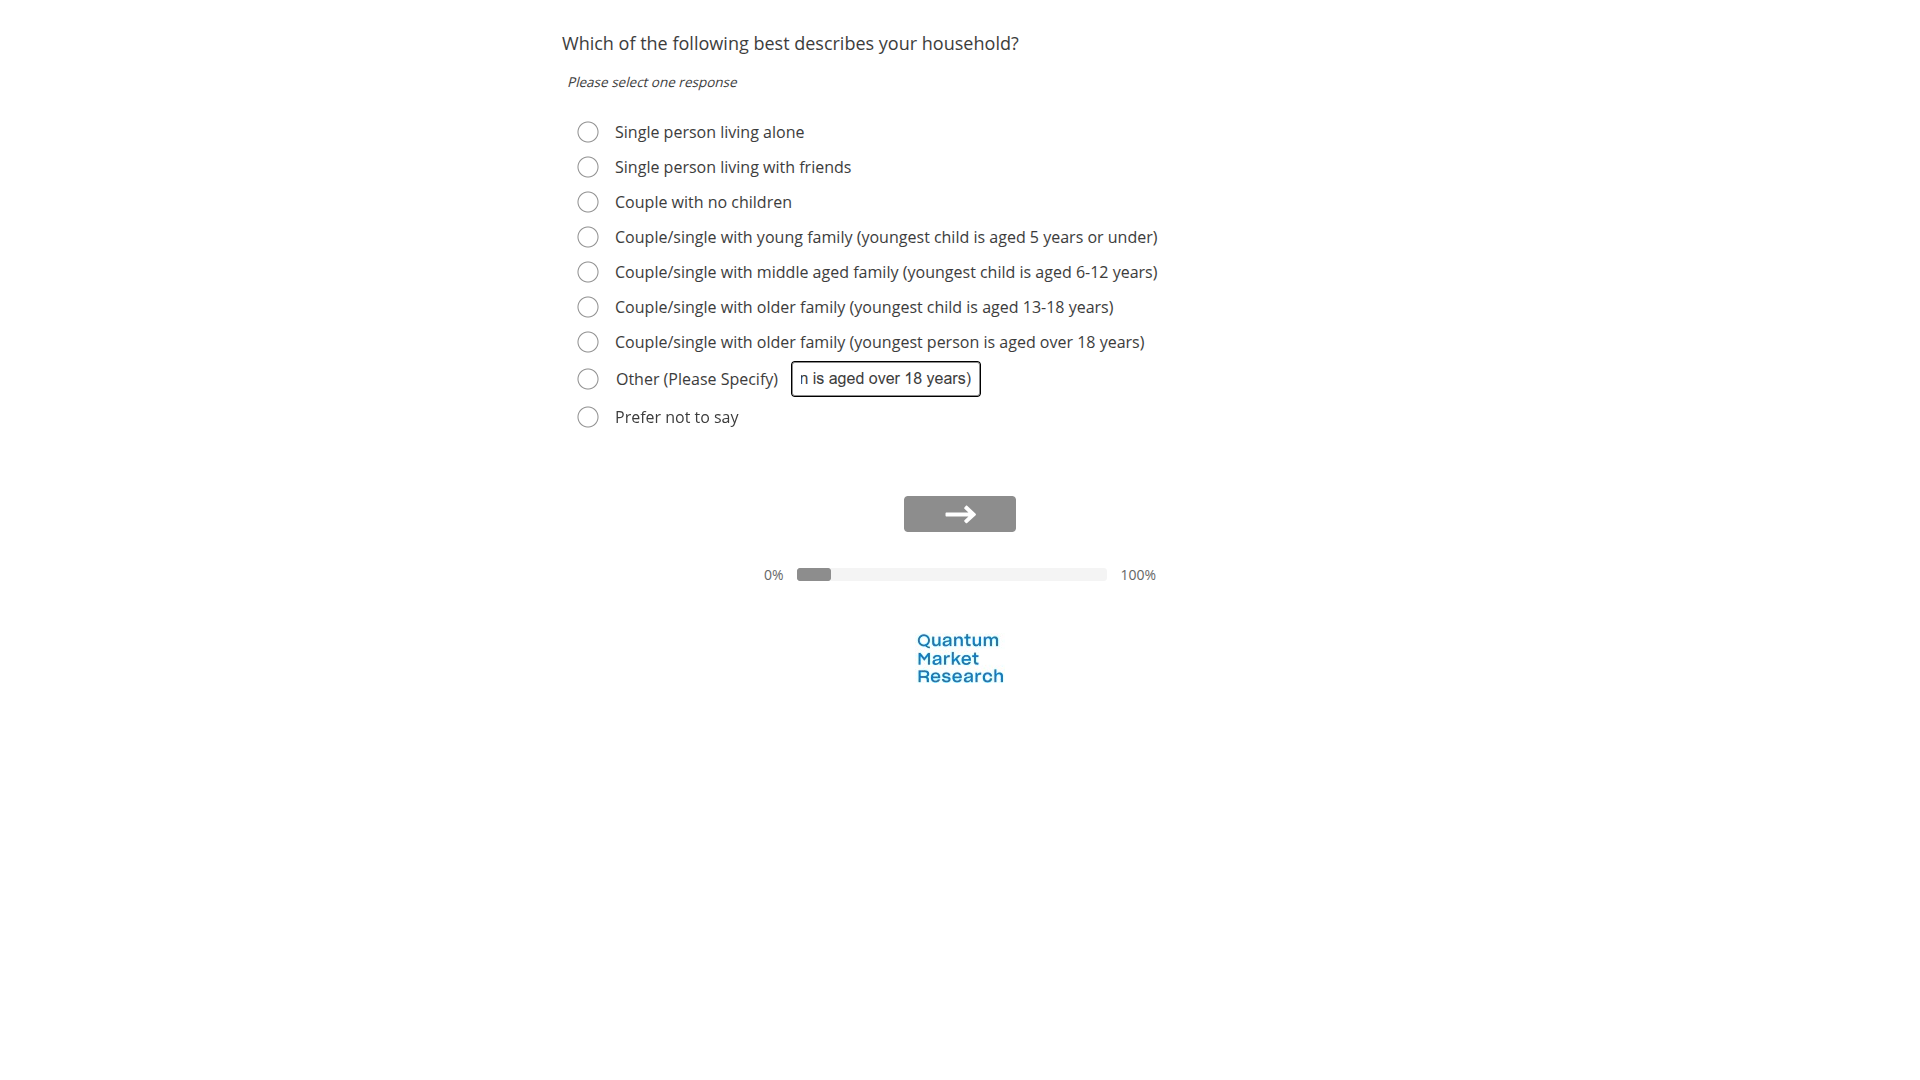 Which of the following best describes your household?
Please select one response
Single person living alone
Single person living with friends
Couple with no children
Couple/single with young family (youngest child is aged 5 years or under)
Couple/single with middle aged family (youngest child is aged 6-12 years)
Couple/single with older family (youngest child is aged 13-18 years)
Couple/single with older family (youngest person is aged over 18 years)
Other (Please Specify) n is aged over 18 years)
Prefer not to say
0% 100%
Quantum
Market
Research